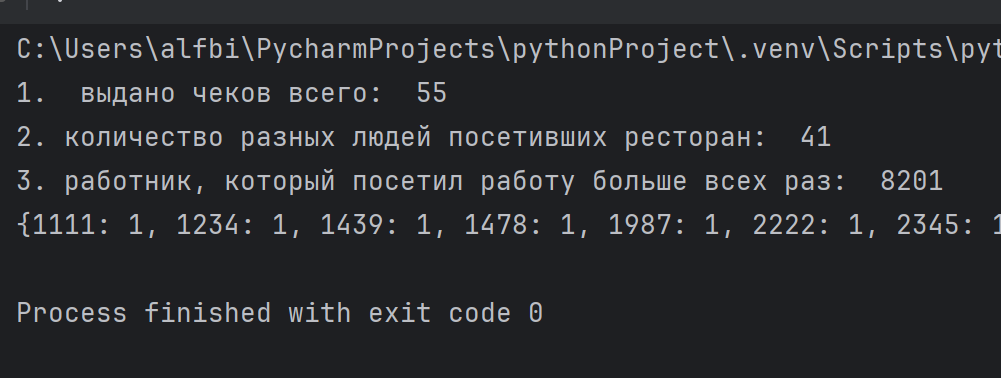 C:\Users\alfbi\PycharmProjects\pythonProject\.venv\Scripts\pyt
1.  выдано чеков всего:  55
2. количество разных людей посетивших ресторан:  41
3. работник, который посетил работу больше всех раз:  8201
{1111: 1, 1234: 1, 1439: 1, 1478: 1, 1987: 1, 2222: 1, 2345: 1
Process finished with exit code 0